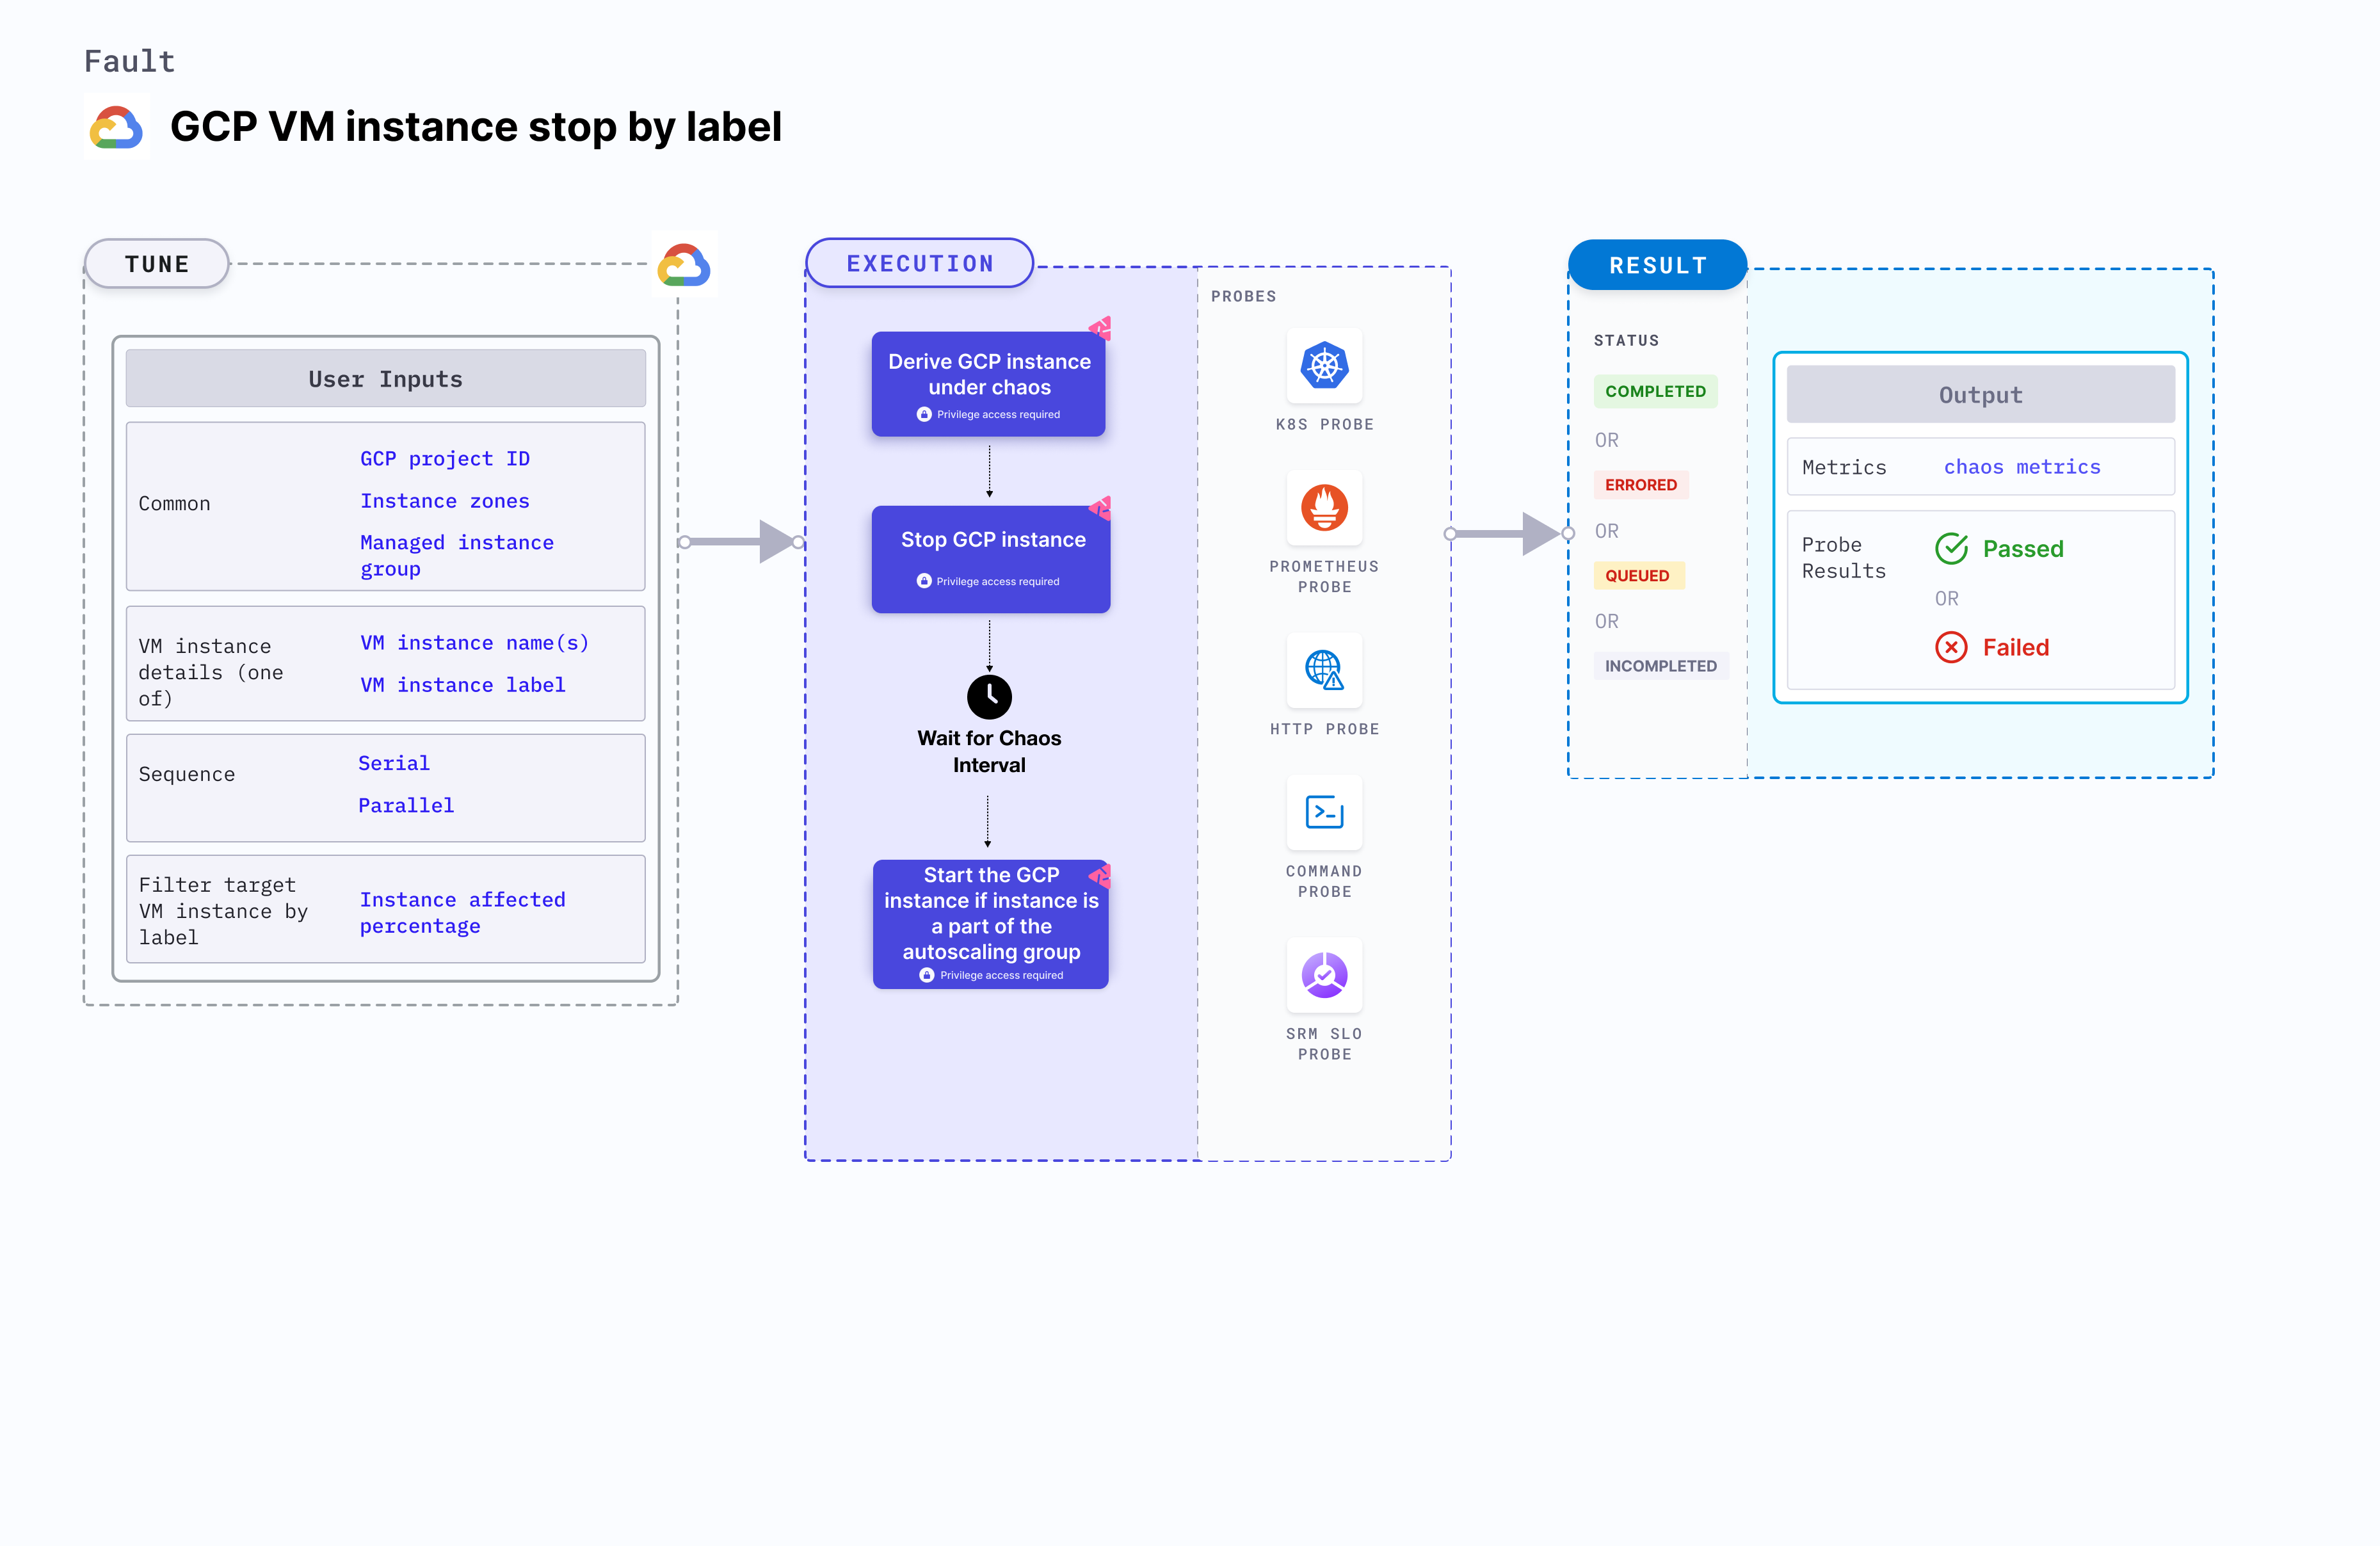 Fault
GCP VM instance stop by label
TUNE
User Inputs
Common
GCP project ID
Instance zones
Managed instance
group
VM instance
details (one
of)
VM instance name(s)
VM instance label
Sequence
Serial
Parallel
Filter target
VM instance by
label
Instance affected
percentage
EXECUTION
Derive GCP instance
under chaos
Privilege access required
Stop GCP instance
Privilege access required
Wait for Chaos
Interval
Start the GCP
instance if instance is
a part of the
autoscaling group
Privilege access required
PROBES
K8S PROBE
PROMETHEUS
PROBE
HTTP PROBE
COMMAND
PROBE
SRM SLO
PROBE
RESULT
STATUS
COMPLETED
OR
ERRORED
OR
QUEUED
OR
INCOMPLETED
Output
Metrics
chaos metrics
Probe
Results
Passed
OR
Failed